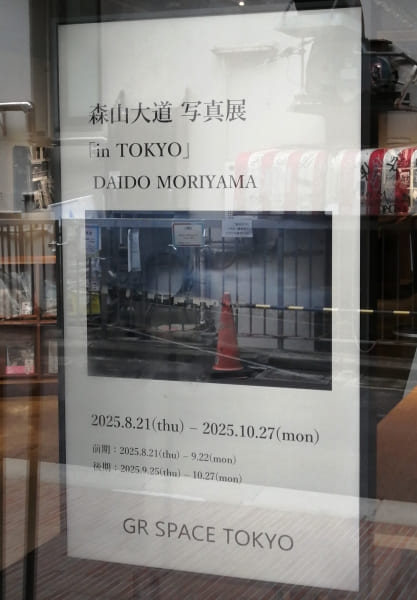 森山大道 写真展
「in TOKYO」
DAIDO MORIYAMA
2025.8.21(thu) – 2025.10.27(mon)
前期：2025.8.21(thu) – 9.22(mon)
後期：2025.9.25(thu) – 10.27(mon)
GR SPACE TOKYO